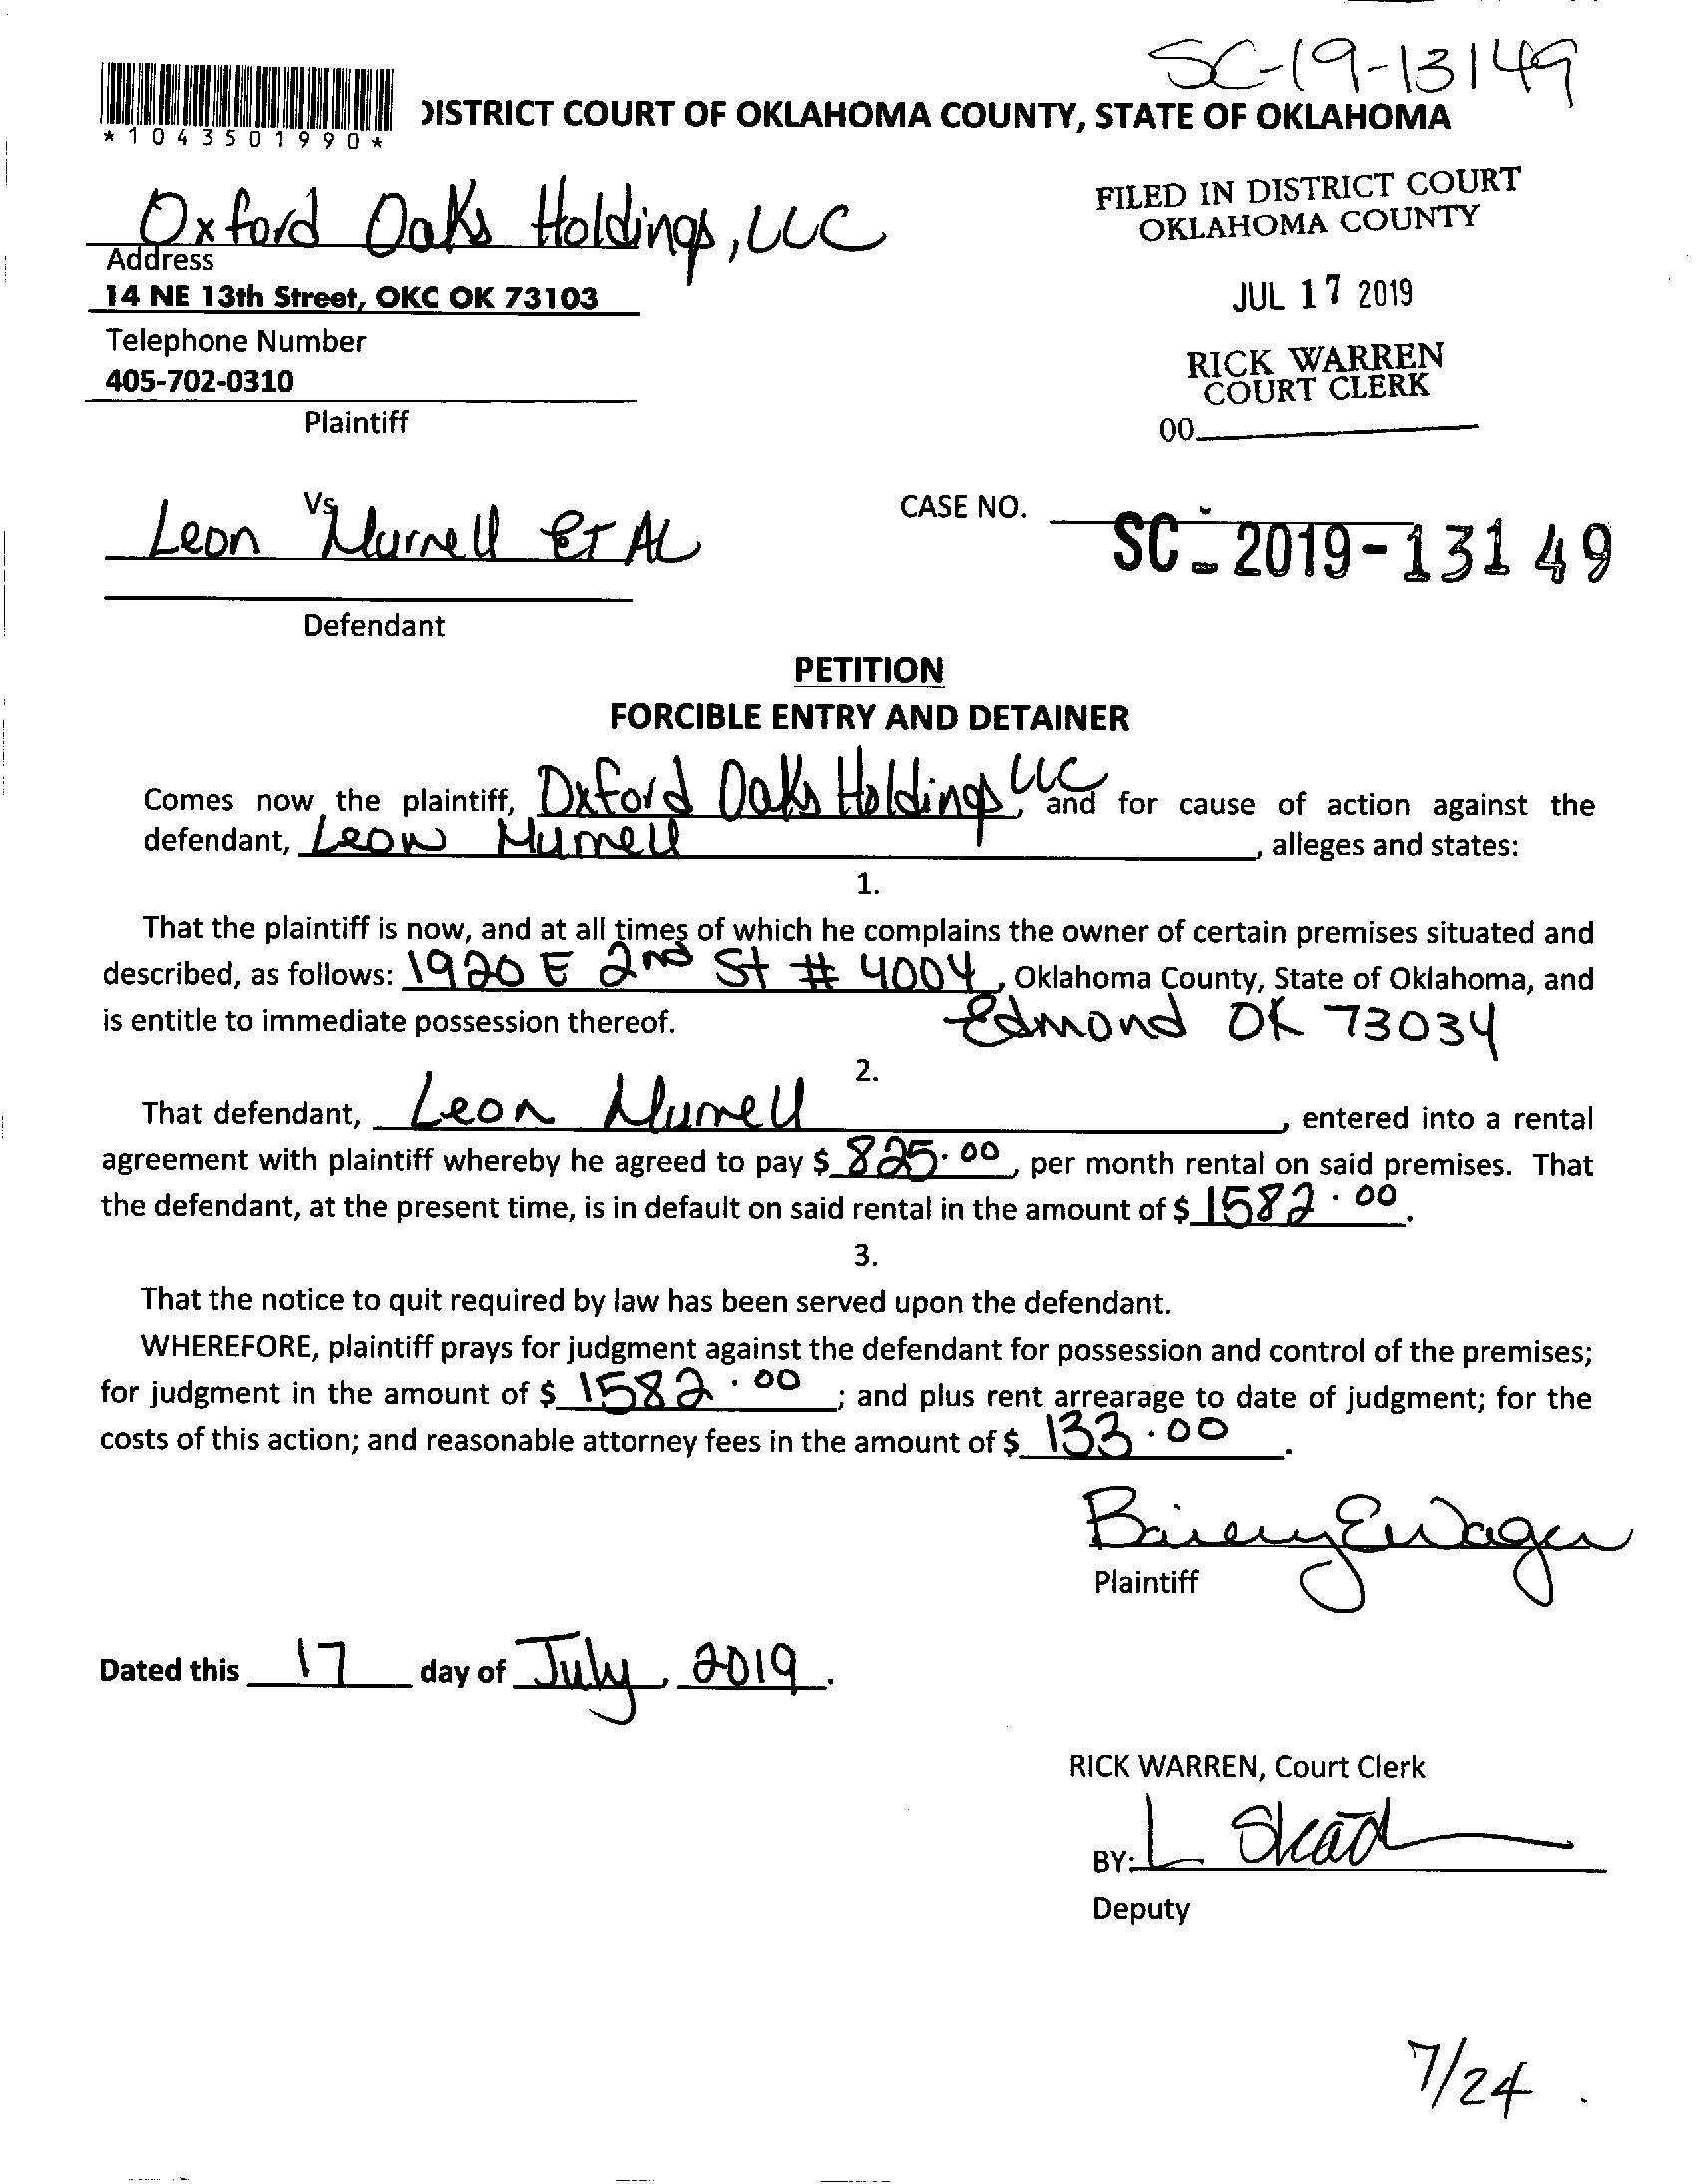 SC-19-13149
*1043501990*
DISTRICT COURT OF OKLAHOMA COUNTY, STATE OF OKLAHOMA
Oxford Oaks Holdings, LLC
Address
14 NE 13th Street, OKC OK 73103
Telephone Number
405-702-0310
Plaintiff
FILED IN DISTRICT COURT
OKLAHOMA COUNTY
JUL 17 2019
RICK WARREN
COURT CLERK
00
Vs
Leon Murrell Et AL
Defendant
CASE NO. SC-2019-13149
PETITION
FORCIBLE ENTRY AND DETAINER
Comes now the plaintiff, Oxford Oaks Holdings LLC, and for cause of action against the
defendant, Leon Murrell, alleges and states:
1.
That the plaintiff is now, and at all times of which he complains the owner of certain premises situated and
described, as follows: 1920 E 2nd St # 4004, Oklahoma County, State of Oklahoma, and
is entitle to immediate possession thereof. Edmond OK 73034
2.
That defendant, Leon Murrell, entered into a rental
agreement with plaintiff whereby he agreed to pay $ 825.00, per month rental on said premises. That
the defendant, at the present time, is in default on said rental in the amount of $ 1582.00.
3.
That the notice to quit required by law has been served upon the defendant.
WHEREFORE, plaintiff prays for judgment against the defendant for possession and control of the premises;
for judgment in the amount of $ 1582.00; and plus rent arrearage to date of judgment; for the
costs of this action; and reasonable attorney fees in the amount of $ 133.00.
Plaintiff
Dated this 17 day of July, 2019.
RICK WARREN, Court Clerk
BY: L
Deputy
7/24